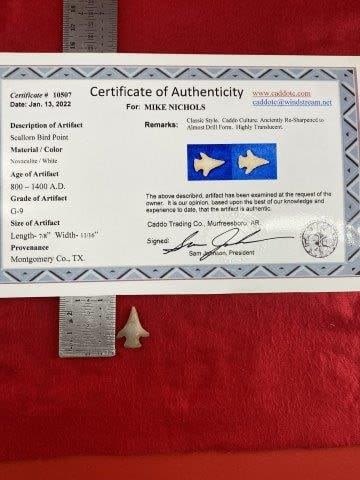 Certificate # 10507
Certificate of Authenticity
www.caddotc.com
Date: Jan. 13, 2022
For: MIKE NICHOLS
caddotc@windstream.net
Description of Artifact
Scallorn Bird Point
Material / Color
Novaculite / White
Age of Artifact
800 – 1400 A.D.
Grade of Artifact
G-9
Size of Artifact
Length- 7/8" Width- 11/16"
Provenance
Montgomery Co., TX.
Remarks: Classic Style. Caddo Culture. Anciently Re-Sharpened to
Almost Drill Form. Highly Translucent.
The above described, artifact has been examined at the request of the
owner. It is our opinion, based upon the best of our knowledge and
experience to date, that the artifact is authentic.
Caddo Trading Co., Murfreesboro, AR.
Signed:
Sam Johnson, President